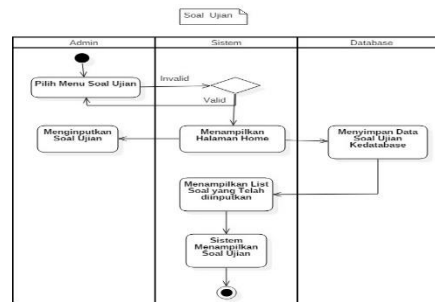 Soal Ujian
Admin
Sistem
Database
Pilih Menu Soal Ujian
Invalid
Valid
Menginputkan
Soal Ujian
Menampilkan
Halaman Home
Menyimpan Data
Soal Ujian
Kedatabase
Menampilkan List
Soal yang Telah
diinputkan
Sistem
Menampilkan
Soal Ujian